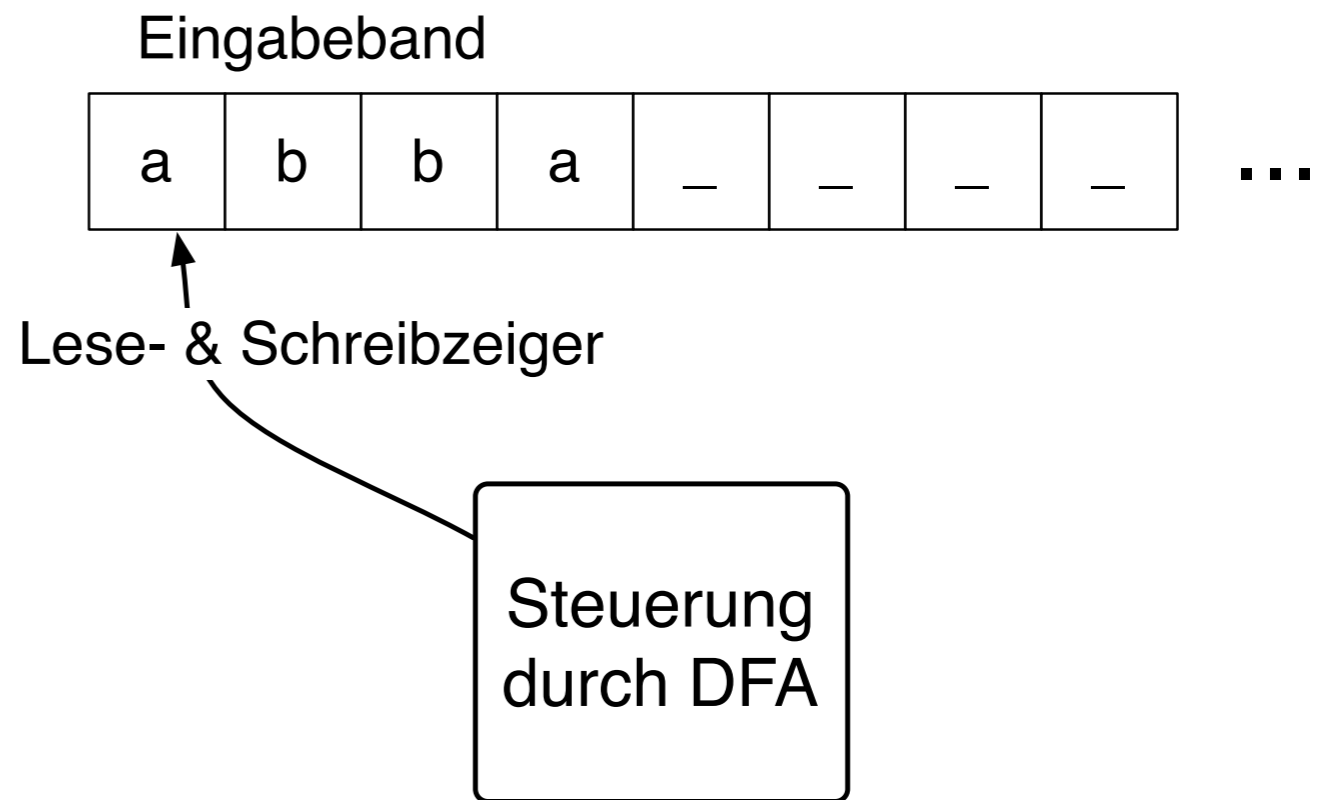 Eingabeband
a b b a _ _ _ _ ...
Lese- & Schreibzeiger
Steuerung
durch DFA